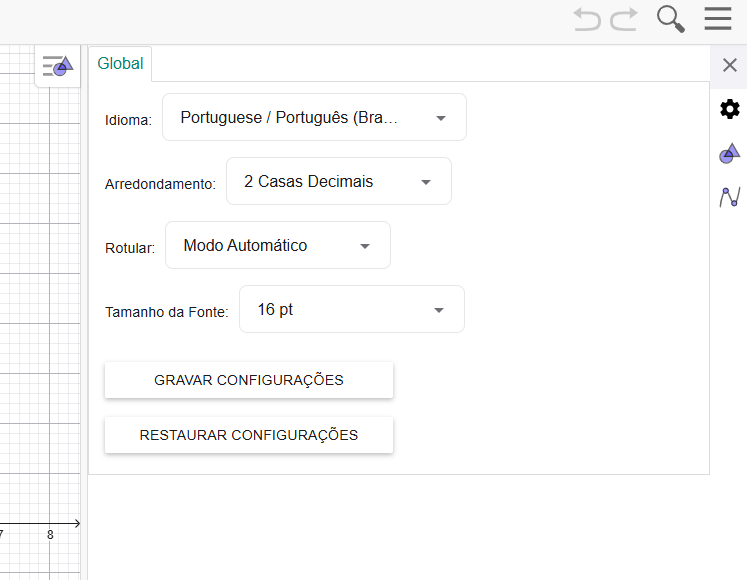 Global
Idioma:
Portuguese / Português (Bra…
Arredondamento:
2 Casas Decimais
Rotular:
Modo Automático
Tamanho da Fonte:
16 pt
GRAVAR CONFIGURAÇÕES
RESTAURAR CONFIGURAÇÕES
7 8